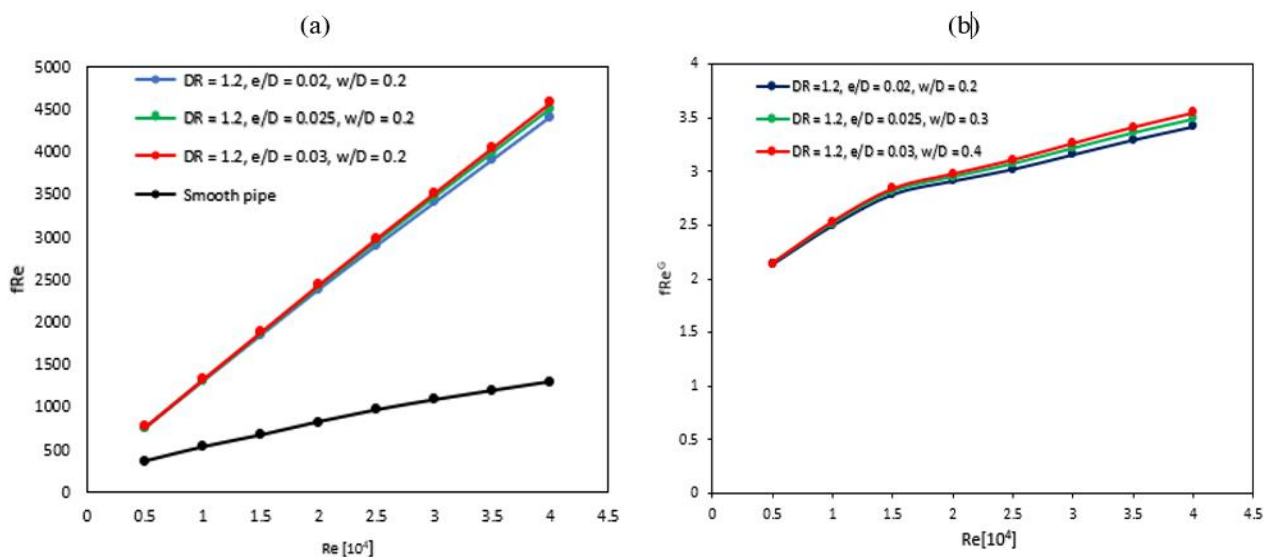 (a)
5000
4500
4000
3500
3000
2500
2000
1500
1000
500
0
fRe
DR = 1.2, e/D = 0.02, w/D = 0.2
DR = 1.2, e/D = 0.025, w/D = 0.2
DR = 1.2, e/D = 0.03, w/D = 0.2
Smooth pipe
0 0.5 1 1.5 2 2.5 3 3.5 4 4.5
Re [10⁴]
(b)
4
3.5
3
2.5
2
1.5
1
0.5
0
fReᴳ
DR =1.2, e/D = 0.02, w/D = 0.2
DR = 1.2, e/D = 0.025, w/D = 0.3
DR = 1.2, e/D = 0.03, w/D = 0.4
0 0.5 1 1.5 2 2.5 3 3.5 4 4.5
Re[10⁴]